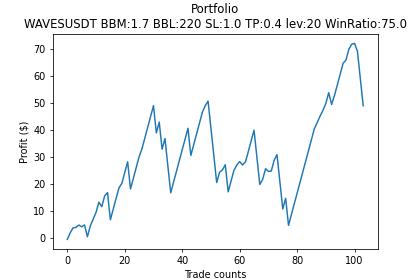 Portfolio
WAVESUSDT BBM:1.7 BBL:220 SL:1.0 TP:0.4 lev:20 WinRatio:75.0
70
60
50
40
30
20
10
0
Profit ($)
0 20 40 60 80 100
Trade counts